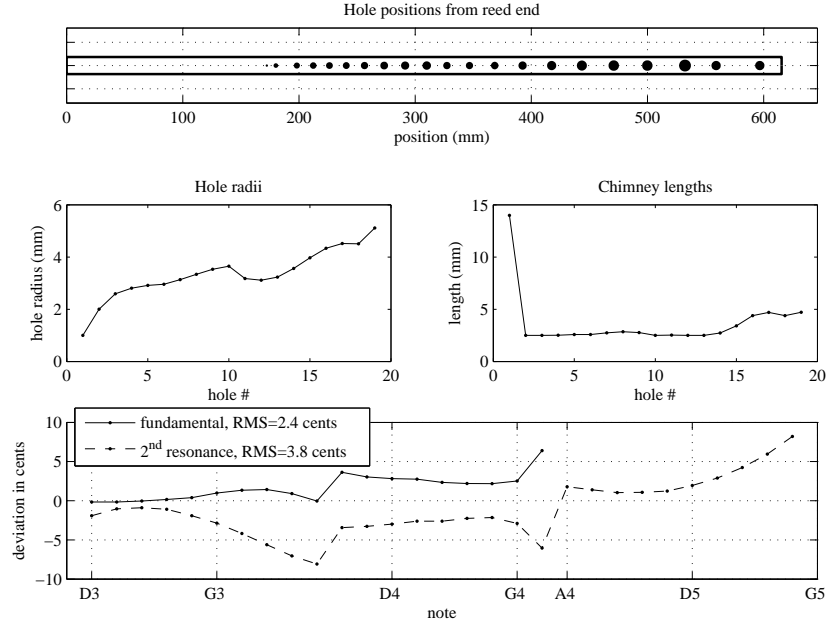 Hole positions from reed end
0 100 200 300 400 500 600
position (mm)
Hole radii
Chimney lengths
6
4
2
0
hole radius (mm)
0 5 10 15 20
hole #
15
10
5
0
length (mm)
0 5 10 15 20
hole #
10
5
0
−5
−10
deviation in cents
fundamental, RMS=2.4 cents
2nd resonance, RMS=3.8 cents
D3 G3 D4 G4 A4 D5 G5
note